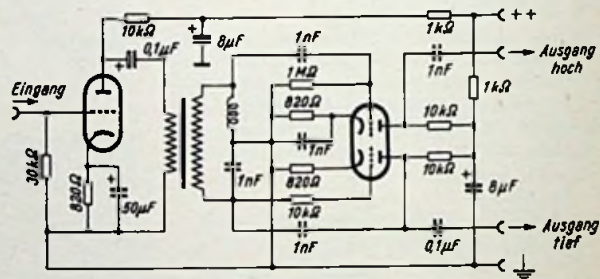 10kΩ
0,1µF
8µF
1nF
1kΩ
++
Ausgang
hoch
1nF
1kΩ
Eingang
1MΩ
820Ω
1nF
820Ω
10kΩ
10kΩ
10kΩ
1nF
30kΩ
820Ω
50µF
1nF
8µF
0,1µF
Ausgang
tief